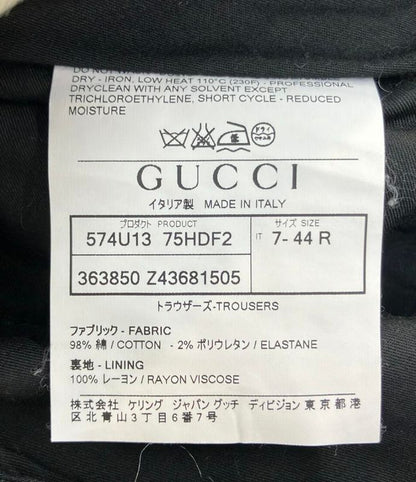 DRY - IRON, LOW HEAT 110°C (230F) - PROFESSIONAL
DRYCLEAN WITH ANY SOLVENT EXCEPT
TRICHLOROETHYLENE, SHORT CYCLE - REDUCED
MOISTURE
ドライ
GUCCI
イタリア製 MADE IN ITALY
プロダクト PRODUCT サイズ SIZE
574U13 75HDF2 IT 7- 44 R
363850 Z43681505
トラウザーズ-TROUSERS
ファブリック - FABRIC
98% 綿 / COTTON - 2% ポリウレタン / ELASTANE
裏地 - LINING
100% レーヨン / RAYON VISCOSE
株式会社 ケリング ジャパン グッチ ディビジョン 東京都港
区北青山3丁目6番7号